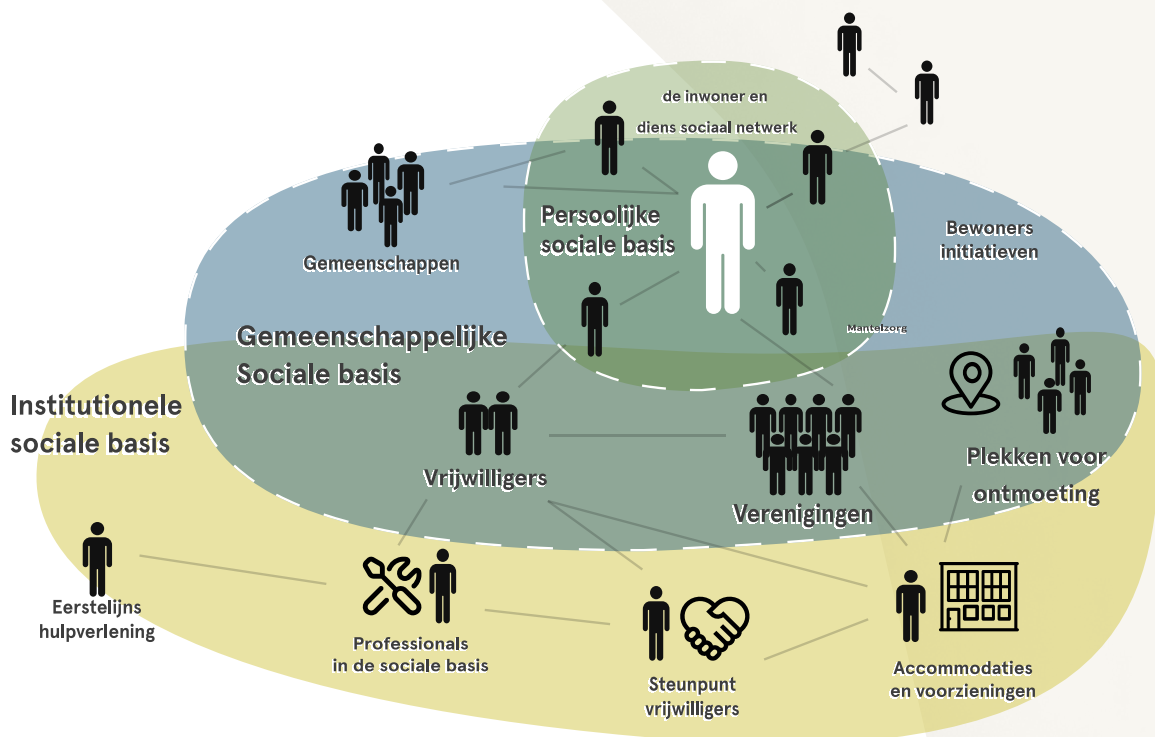 de inwoner en
diens sociaal netwerk
Persoolijke
sociale basis
Bewoners
initiatieven
Gemeenschappen
Mantelzorg
Gemeenschappelijke
Sociale basis
Institutionele
sociale basis
Vrijwilligers
Verenigingen
Plekken voor
ontmoeting
Eerstelijns
hulpverlening
Professionals
in de sociale basis
Steunpunt
vrijwilligers
Accommodaties
en voorzieningen